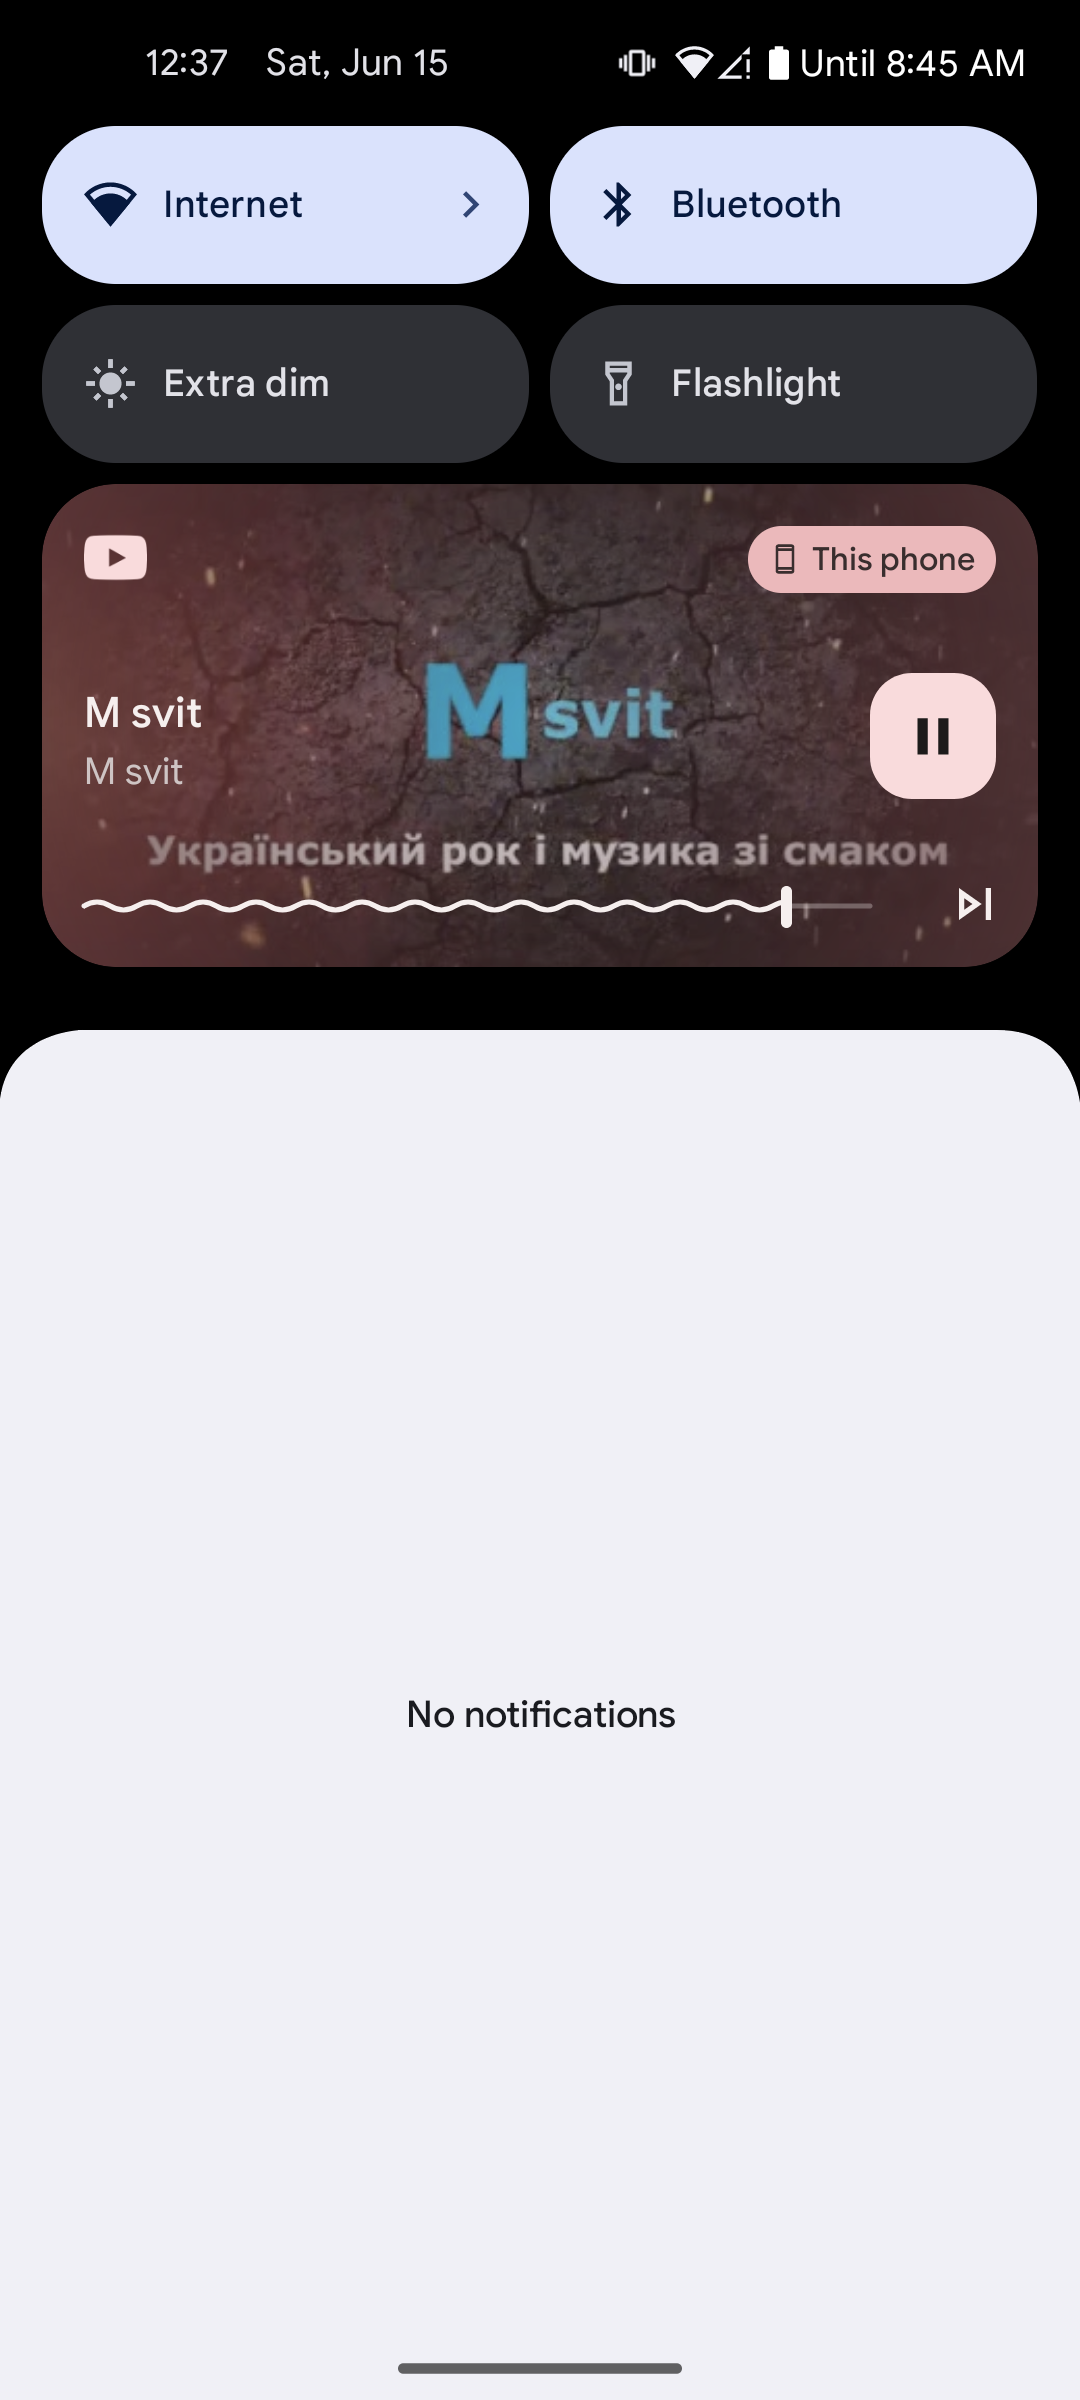 12:37 Sat, Jun 15 Until 8:45 AM
Internet
Bluetooth
Extra dim
Flashlight
This phone
M svit
M svit
M svit
Український рок і музика зі смаком
No notifications